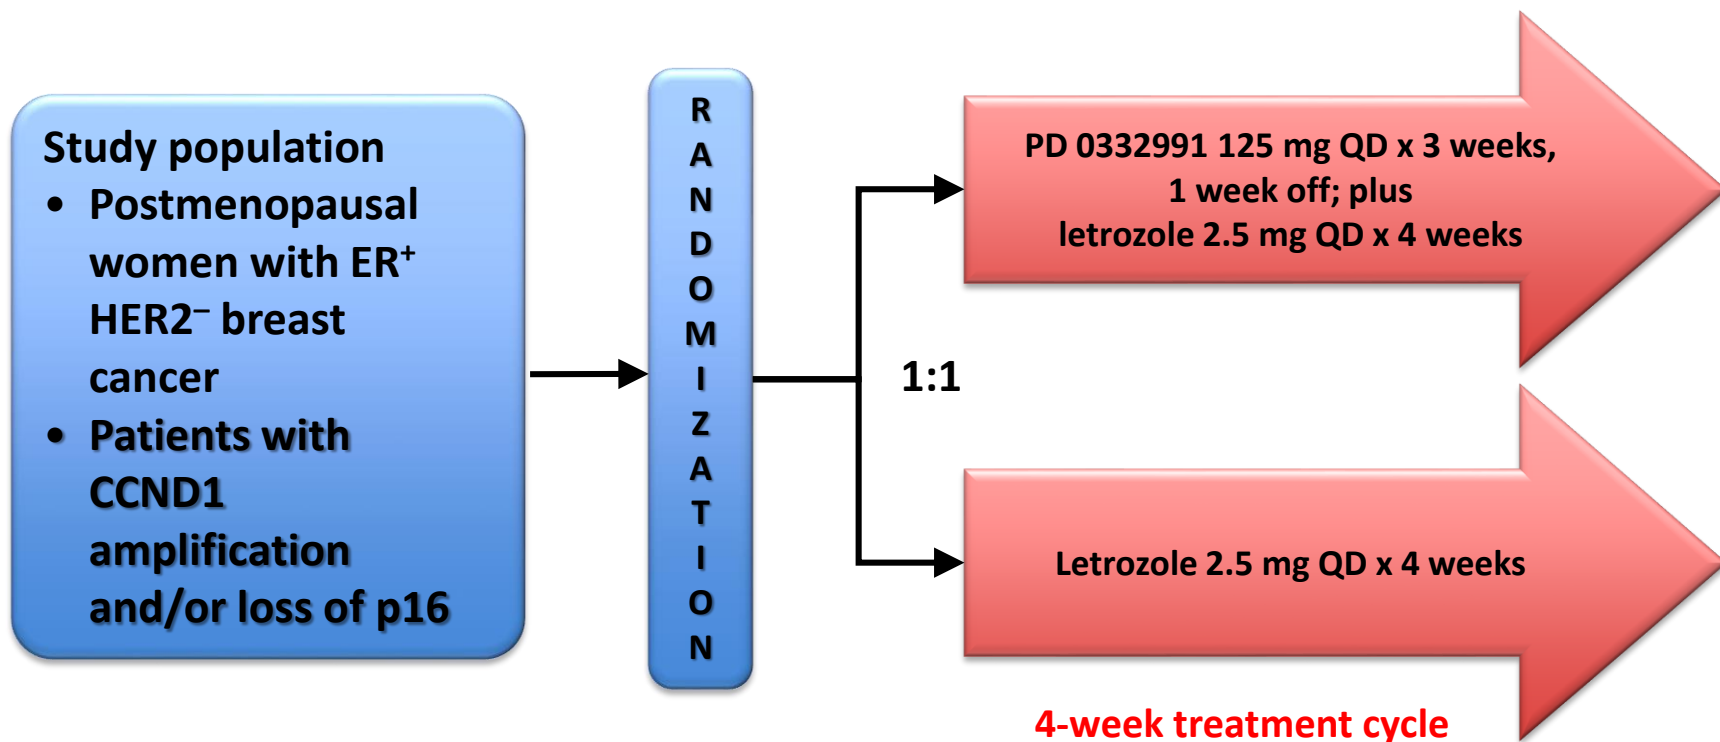 Study population
• Postmenopausal
women with ER⁺
HER2⁻ breast
cancer
• Patients with
CCND1
amplification
and/or loss of p16
RANDOMIZATION
1:1
PD 0332991 125 mg QD x 3 weeks,
1 week off; plus
letrozole 2.5 mg QD x 4 weeks
Letrozole 2.5 mg QD x 4 weeks
4-week treatment cycle